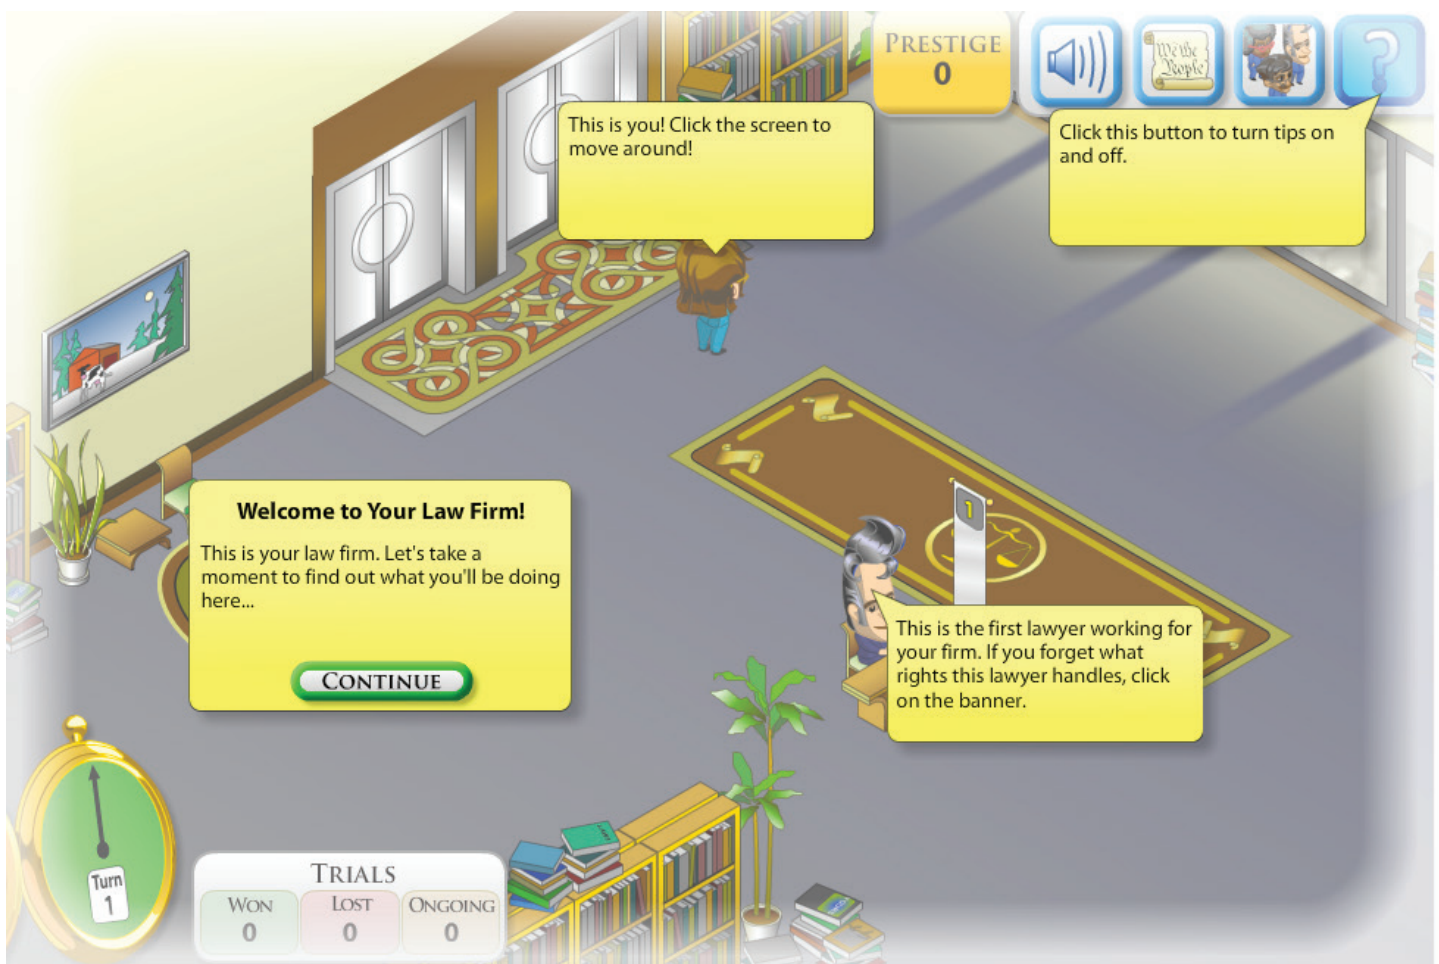 PRESTIGE
0
We the
People
This is you! Click the screen to
move around!
Click this button to turn tips on
and off.
?
Welcome to Your Law Firm!
This is your law firm. Let's take a
moment to find out what you'll be doing
here...
CONTINUE
1
This is the first lawyer working for
your firm. If you forget what
rights this lawyer handles, click
on the banner.
Turn
1
TRIALS
WON
LOST
ONGOING
0
0
0